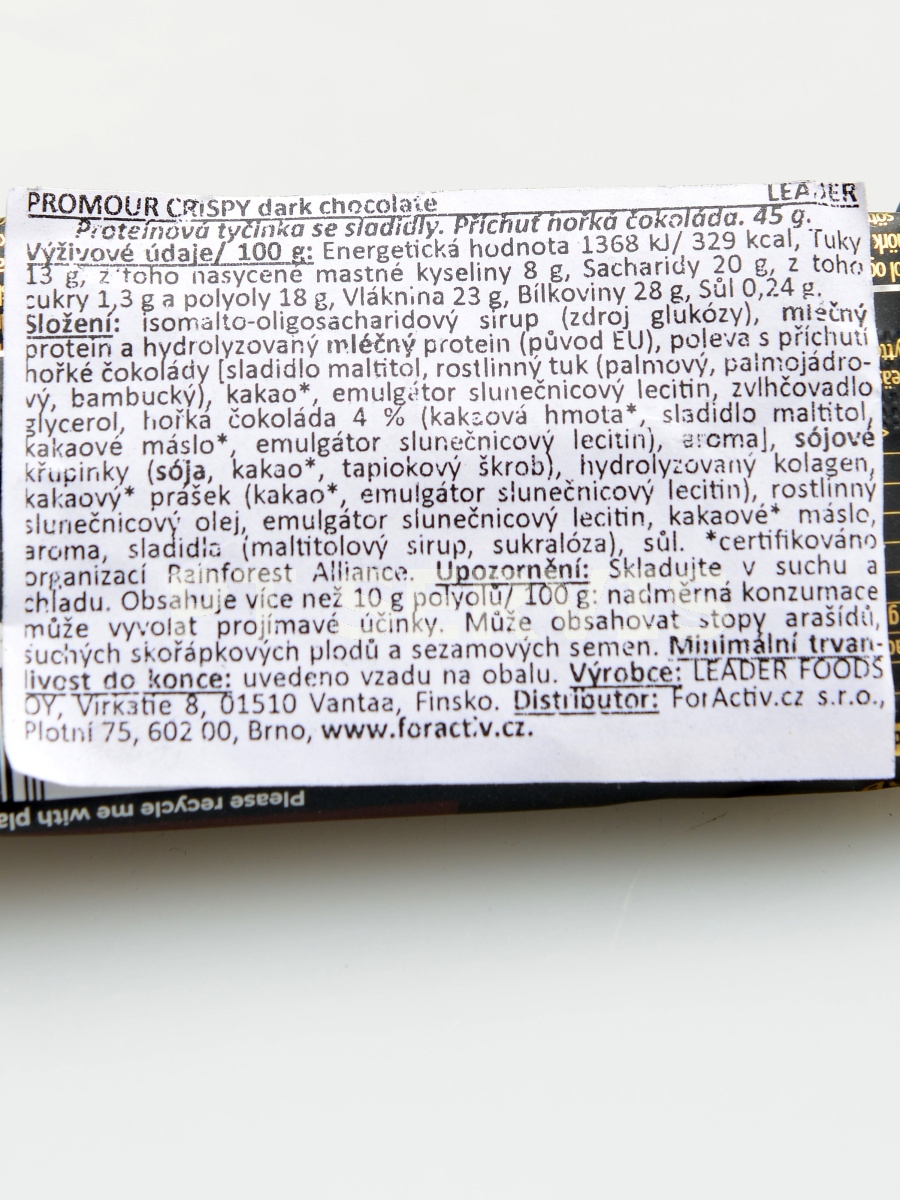 PROMOUR CRISPY dark chocolate LEADER
Proteinová tyčinka se sladidly. Příchuť hořká čokoláda. 45 g.
Výživové údaje/ 100 g: Energetická hodnota 1368 kJ/ 329 kcal, Tuky
13 g, z toho nasycené mastné kyseliny 8 g, Sacharidy 20 g, z toho
cukry 1,3 g a polyoly 18 g, Vláknina 23 g, Bílkoviny 28 g, Sůl 0,24 g.
Složení: isomalto-oligosacharidový sirup (zdroj glukózy), mléčný
protein a hydrolyzovaný mléčný protein (původ EU), poleva s příchutí
hořké čokolády [sladidlo maltitol, rostlinný tuk (palmový, palmojádro-
vý, bambucký), kakao*, emulgátor slunečnicový lecitin, zvlhčovadlo
glycerol, hořká čokoláda 4 % (kakaová hmota*, sladidlo maltitol,
kakaové máslo*, emulgátor slunečnicový lecitin), aroma], sójové
křupinky (sója, kakao*, tapiokový škrob), hydrolyzovaný kolagen,
kakaový* prášek (kakao*, emulgátor slunečnicový lecitin), rostlinný
slunečnicový olej, emulgátor slunečnicový lecitin, kakaové* máslo,
aroma, sladidla (maltitolový sirup, sukralóza), sůl. *certifikováno
organizací Rainforest Alliance. Upozornění: Skladujte v suchu a
chladu. Obsahuje více než 10 g polyolů/ 100 g: nadměrná konzumace
může vyvolat projímavé účinky. Může obsahovat stopy arašídů,
suchých skořápkových plodů a sezamových semen. Minimální trvan-
livost do konce: uvedeno vzadu na obalu. Výrobce: LEADER FOODS
OY, Virkatie 8, 01510 Vantaa, Finsko. Distributor: ForActiv.cz s.r.o.,
Plotní 75, 602 00, Brno, www.foractiv.cz.
Please recycle me with